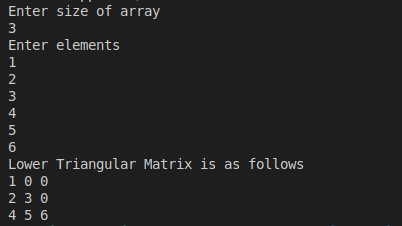 Enter size of array
3
Enter elements
1
2
3
4
5
6
Lower Triangular Matrix is as follows
1 0 0
2 3 0
4 5 6